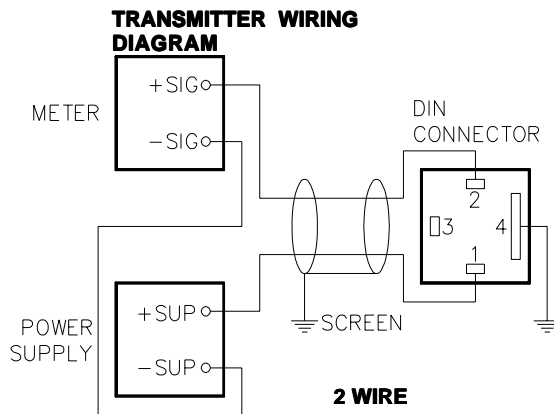 TRANSMITTER WIRING
DIAGRAM
METER
+SIG
−SIG
DIN
CONNECTOR
2
3
4
1
POWER
SUPPLY
+SUP
−SUP
SCREEN
2 WIRE